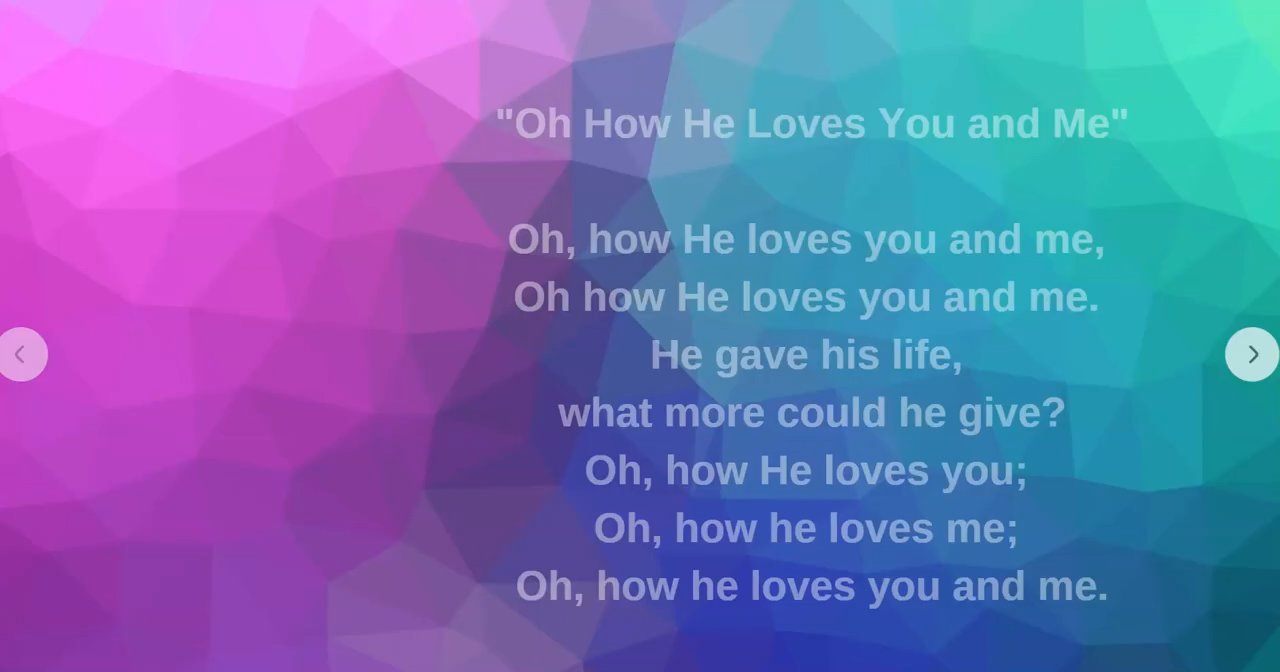 "Oh How He Loves You and Me"
Oh, how He loves you and me,
Oh how He loves you and me.
He gave his life,
what more could he give?
Oh, how He loves you;
Oh, how he loves me;
Oh, how he loves you and me.